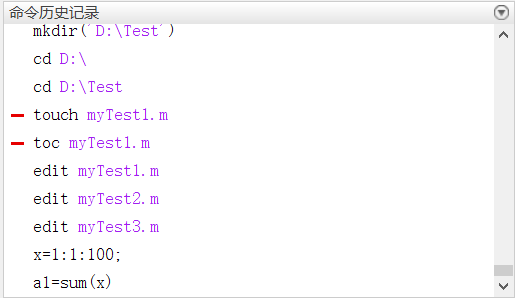 命令历史记录
mkdir('D:\Test')
cd D:\
cd D:\Test
touch myTest1.m
toc myTest1.m
edit myTest1.m
edit myTest2.m
edit myTest3.m
x=1:1:100;
a1=sum(x)